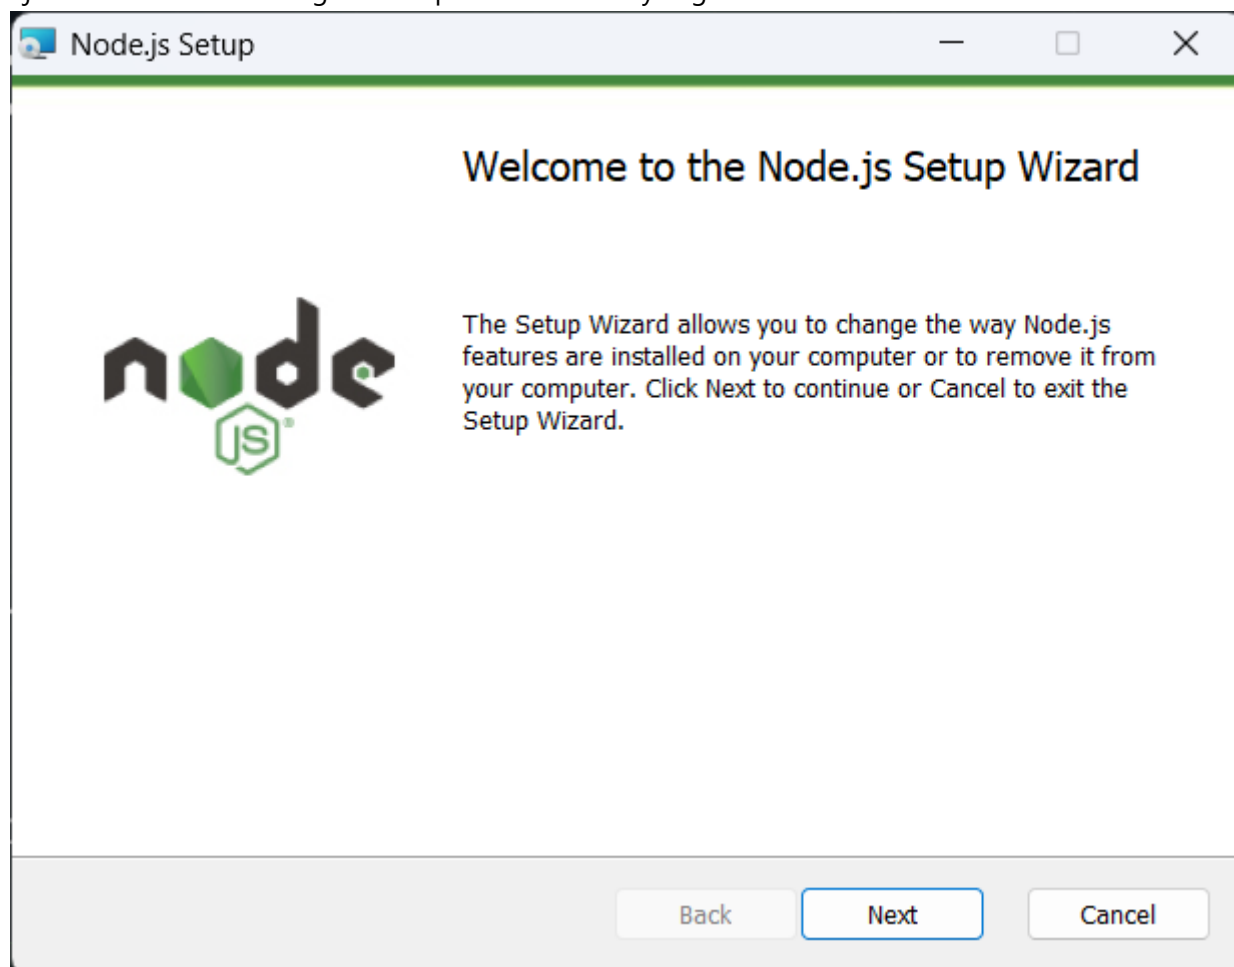 Node.js Setup
Welcome to the Node.js Setup Wizard
The Setup Wizard allows you to change the way Node.js
features are installed on your computer or to remove it from
your computer. Click Next to continue or Cancel to exit the
Setup Wizard.
node
JS®
Back Next Cancel